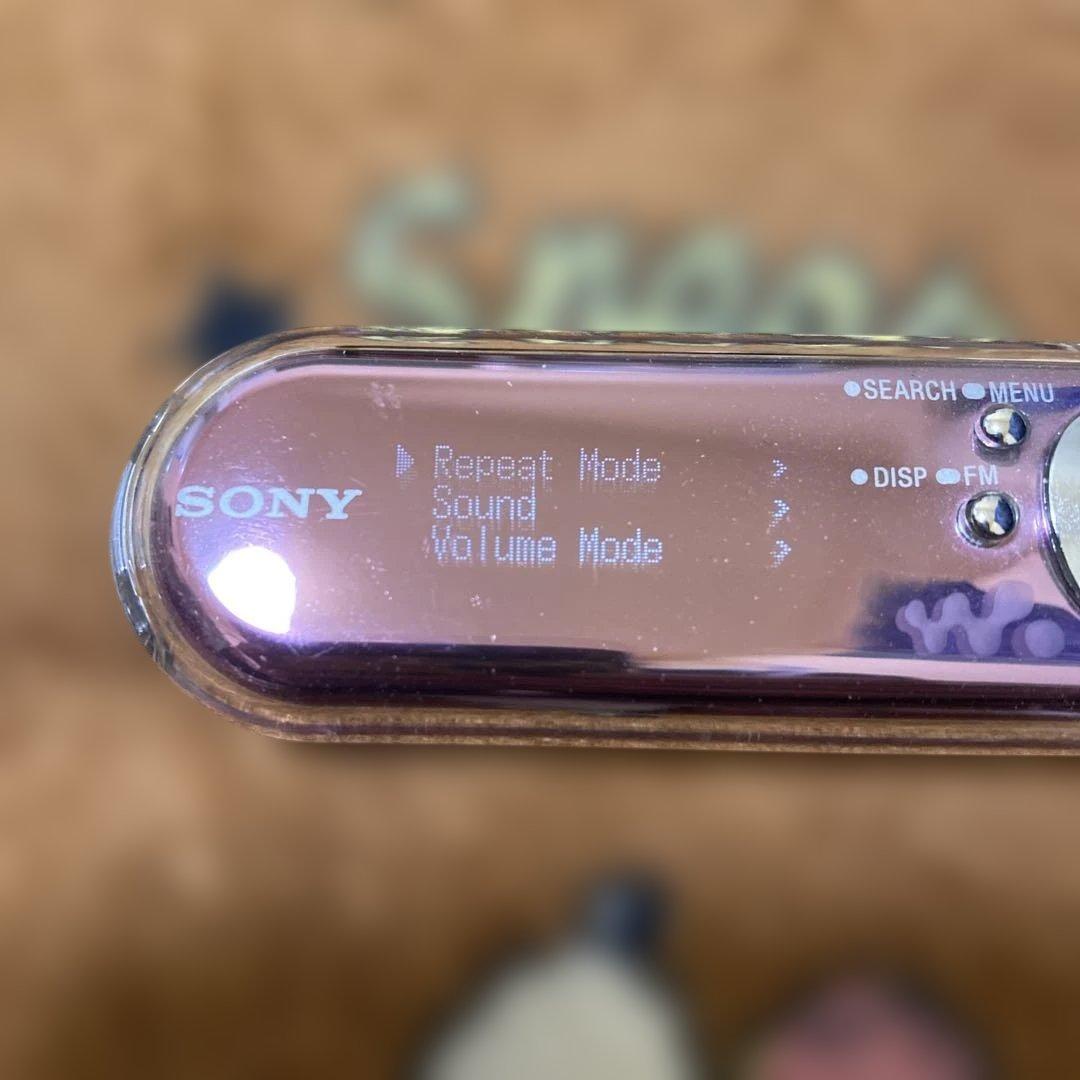 SONY
Repeat Mode >
Sound >
Volume Mode >
SEARCH MENU
DISP FM
W.